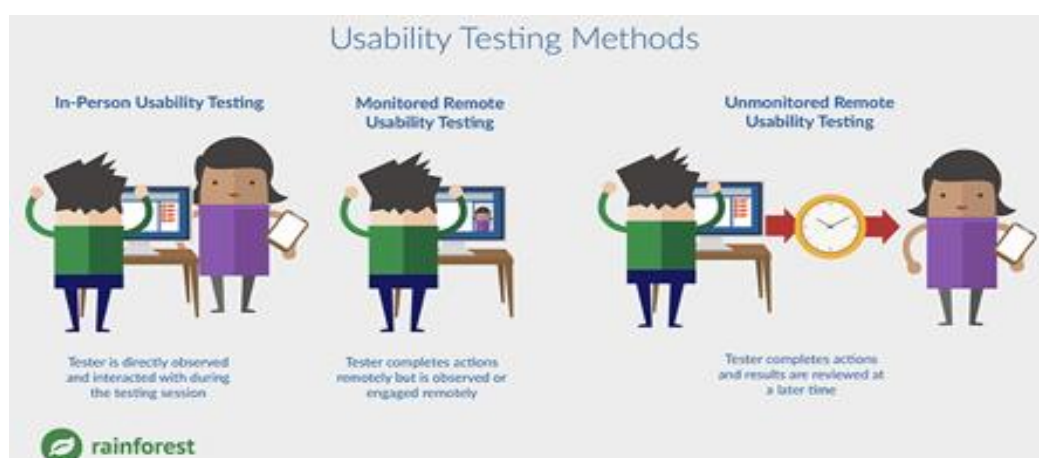 Usability Testing Methods
In-Person Usability Testing
Tester is directly observed
and interacted with during
the testing session
Monitored Remote
Usability Testing
Tester completes actions
remotely but is observed or
engaged remotely
Unmonitored Remote
Usability Testing
Tester completes actions
and results are reviewed at
a later time
rainforest